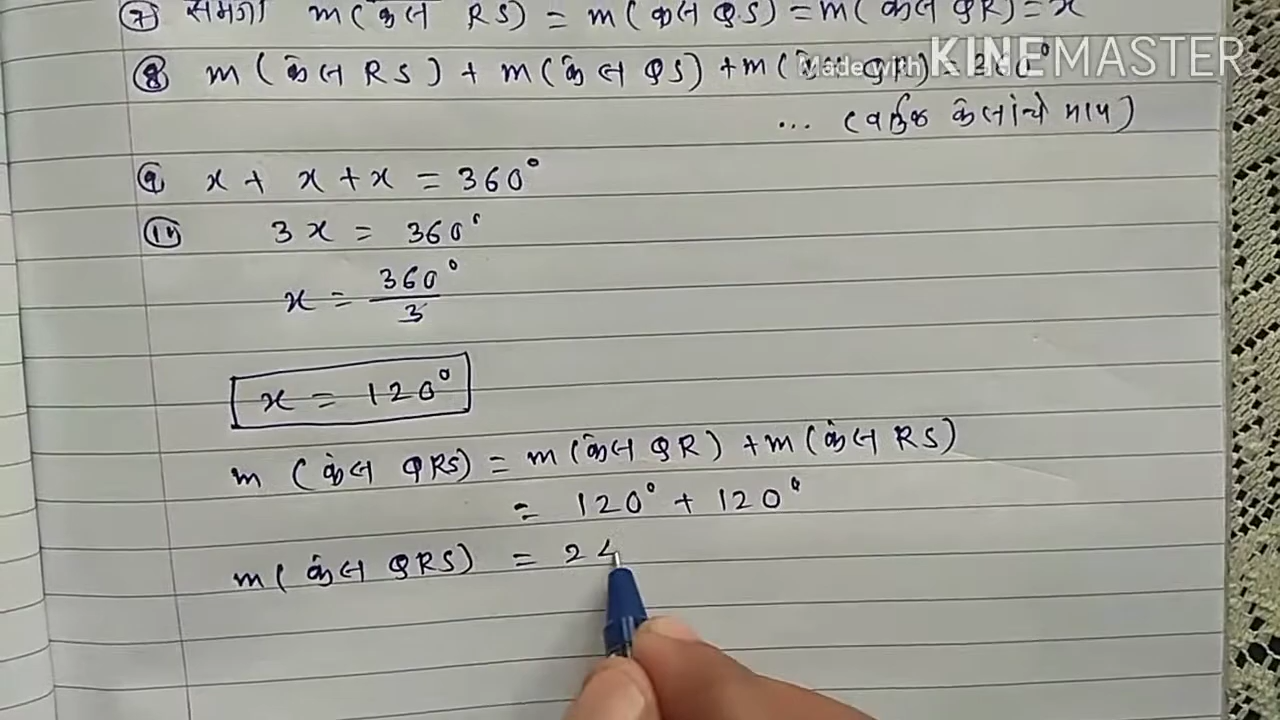 ⑦ समजा m(कंस RS) = m(कंस QS) = m(कंस QR) = x
⑧ m(कंस RS) + m(कंस QS) + m(कंस QR) = 360°
Made with KINEMASTER
... (वर्तुळ कंसाचे माप)
⑨ x + x + x = 360°
⑩ 3x = 360°
x = 360° / 3
x = 120°
m (कंस QRS) = m(कंस QR) + m(कंस RS)
= 120° + 120°
m(कंस QRS) = 24